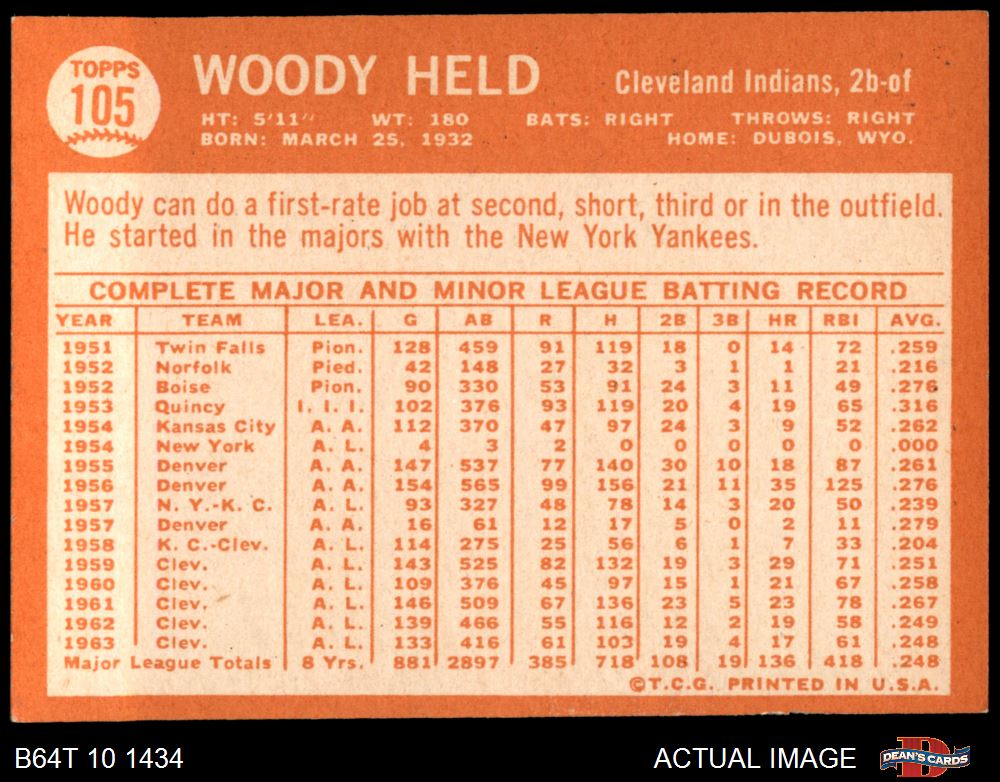 TOPPS
105
WOODY HELD
Cleveland Indians, 2b-of
HT: 5'11" WT: 180 BATS: RIGHT THROWS: RIGHT
BORN: MARCH 25, 1932 HOME: DUBOIS, WYO.
Woody can do a first-rate job at second, short, third or in the outfield.
He started in the majors with the New York Yankees.
COMPLETE MAJOR AND MINOR LEAGUE BATTING RECORD
YEAR TEAM LEA. G AB R H 2B 3B HR RBI AVG.
1951 Twin Falls Pion. 128 459 91 119 18 0 14 72 .259
1952 Norfolk Pied. 42 148 27 32 3 1 1 21 .216
1952 Boise Pion. 90 330 53 91 24 3 11 49 .276
1953 Quincy I. I. I. 102 376 93 119 20 4 19 65 .316
1954 Kansas City A. A. 112 370 47 97 24 3 9 52 .262
1954 New York A. L. 4 3 2 0 0 0 0 0 .000
1955 Denver A. A. 147 537 77 140 30 10 18 87 .261
1956 Denver A. A. 154 565 99 156 21 11 35 125 .276
1957 N. Y.-K. C. A. L. 93 327 48 78 14 3 20 50 .239
1957 Denver A. A. 16 61 12 17 5 0 2 11 .279
1958 K. C.-Clev. A. L. 114 275 25 56 6 1 7 33 .204
1959 Clev. A. L. 143 525 82 132 19 3 29 71 .251
1960 Clev. A. L. 109 376 45 97 15 1 21 67 .258
1961 Clev. A. L. 146 509 67 136 23 5 23 78 .267
1962 Clev. A. L. 139 466 55 116 12 2 19 58 .249
1963 Clev. A. L. 133 416 61 103 19 4 17 61 .248
Major League Totals 8 Yrs. 881 2897 385 718 108 19 136 418 .248
©T.C.G. PRINTED IN U.S.A.
B64T 10 1434
ACTUAL IMAGE
DEAN'S CARDS